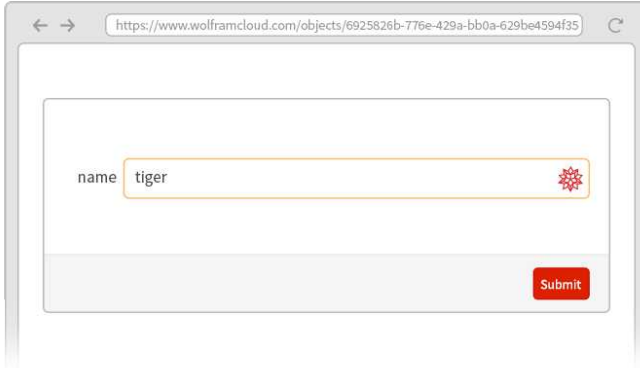 https://www.wolframcloud.com/objects/6925826b-776e-429a-bb0a-629be4594f35
name tiger
Submit